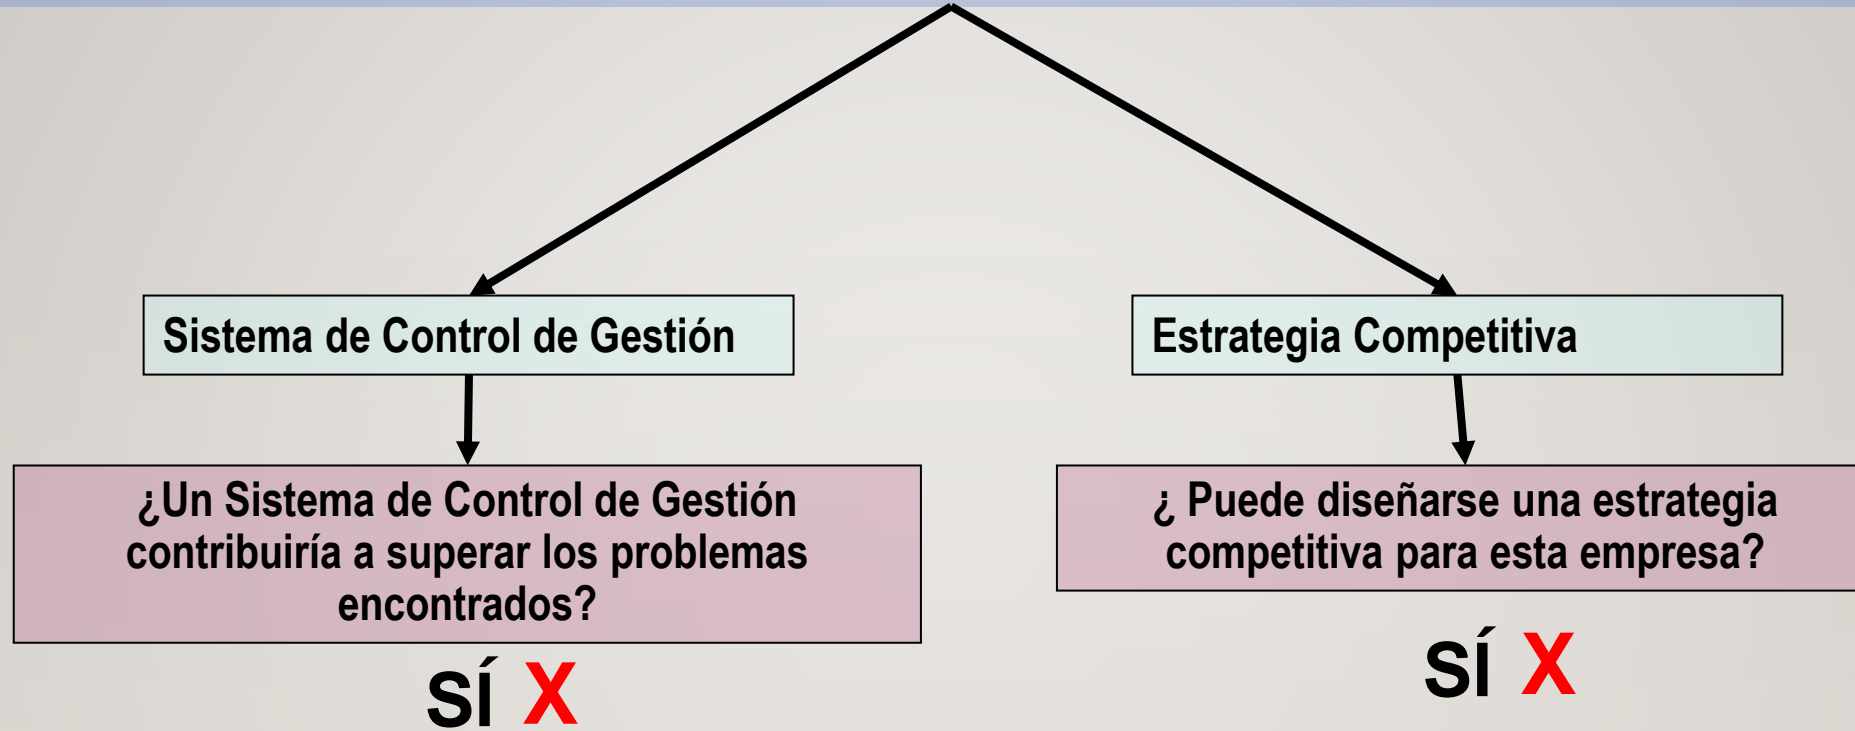 Sistema de Control de Gestión
Estrategia Competitiva
¿Un Sistema de Control de Gestión
contribuiría a superar los problemas
encontrados?
¿ Puede diseñarse una estrategia
competitiva para esta empresa?
SÍ X
SÍ X